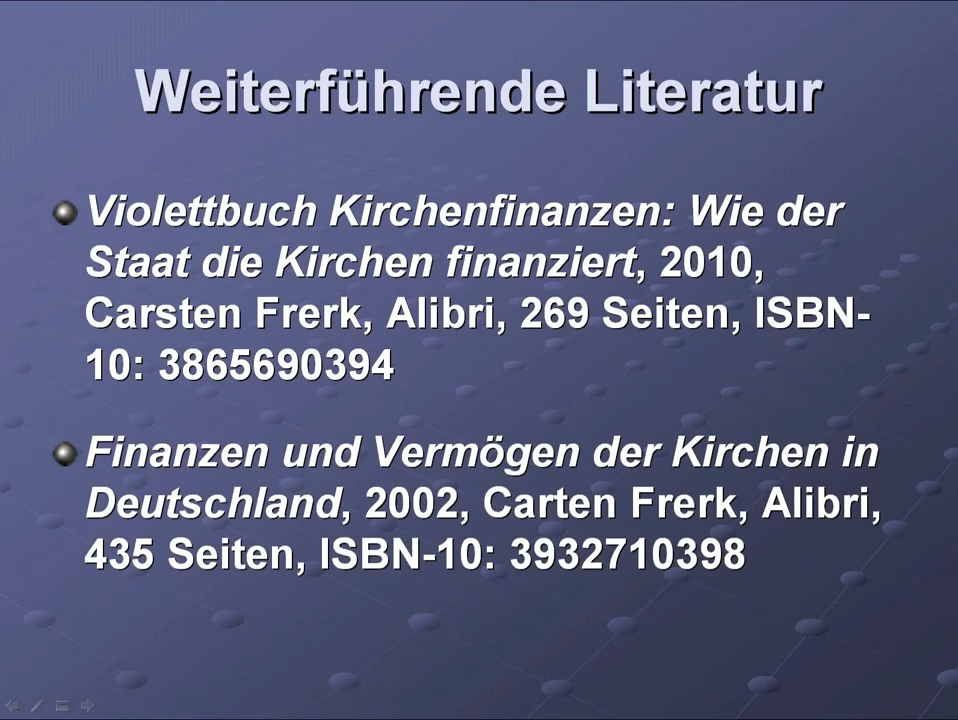 Weiterführende Literatur
Violettbuch Kirchenfinanzen: Wie der
Staat die Kirchen finanziert, 2010,
Carsten Frerk, Alibri, 269 Seiten, ISBN-
10: 3865690394
Finanzen und Vermögen der Kirchen in
Deutschland, 2002, Carten Frerk, Alibri,
435 Seiten, ISBN-10: 3932710398